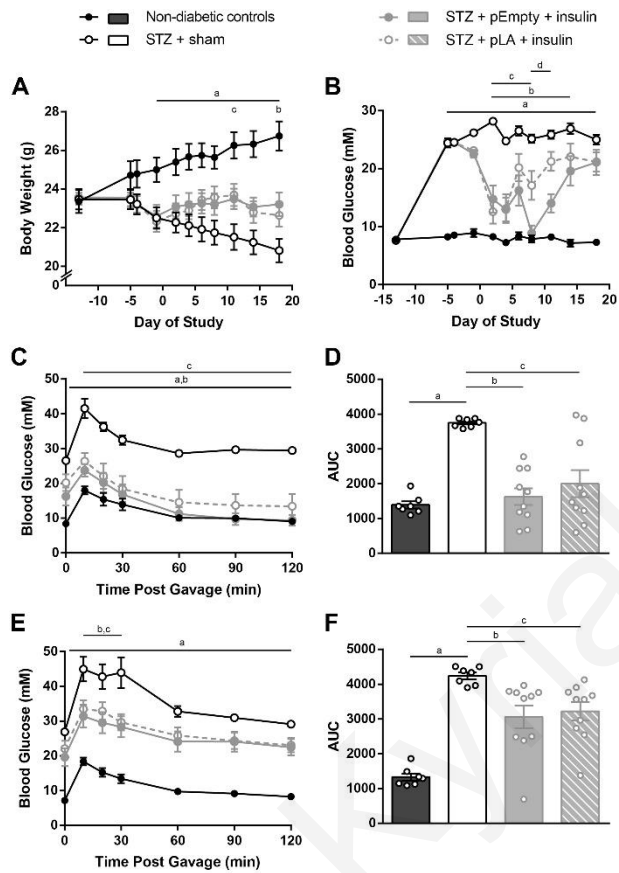 Non-diabetic controls
STZ + sham
STZ + pEmpty + insulin
STZ + pLA + insulin
A
a
c
b
28
26
24
22
20
0
Body Weight (g)
-10 -5 0 5 10 15 20
Day of Study
B
d
c
b
a
30
20
10
0
Blood Glucose (mM)
-15 -10 -5 0 5 10 15 20
Day of Study
C
c
a,b
50
40
30
20
10
0
Blood Glucose (mM)
0 30 60 90 120
Time Post Gavage (min)
D
c
b
a
5000
4000
3000
2000
1000
0
AUC
E
b,c
a
50
40
30
20
10
0
Blood Glucose (mM)
0 30 60 90 120
Time Post Gavage (min)
F
c
b
a
5000
4000
3000
2000
1000
0
AUC
Kyria